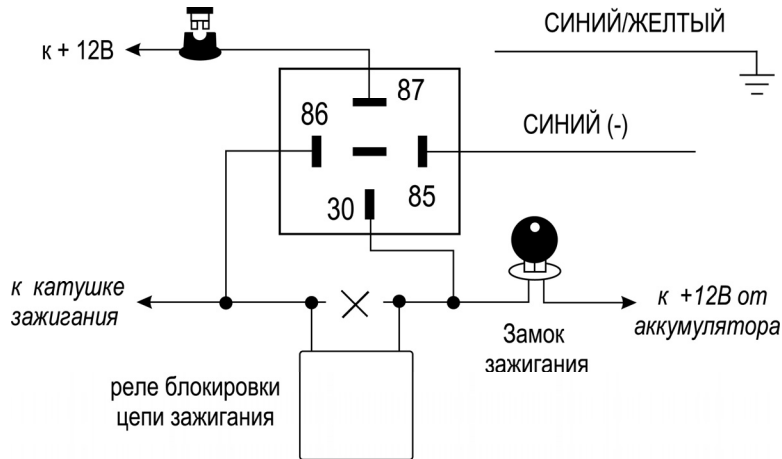 СИНИЙ/ЖЕЛТЫЙ
к + 12В
87
86
СИНИЙ (-)
30
85
к катушке
зажигания
Замок
зажигания
к +12В от
аккумулятора
реле блокировки
цепи зажигания